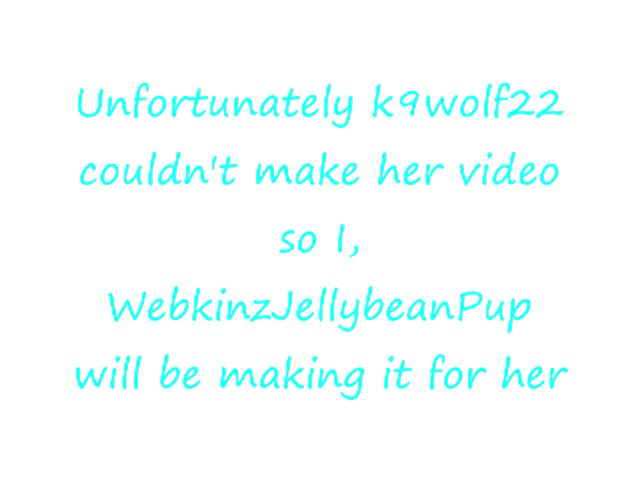 Unfortunately k9wolf22
couldn't make her video
so I,
WebkinzJellybeanPup
will be making it for her